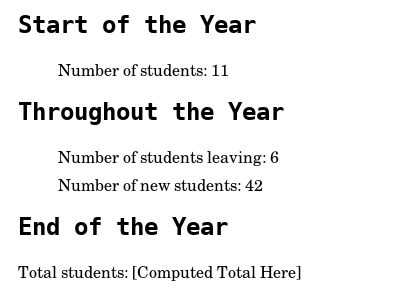 Start of the Year
Number of students: 11
Throughout the Year
Number of students leaving: 6
Number of new students: 42
End of the Year
Total students: [Computed Total Here]